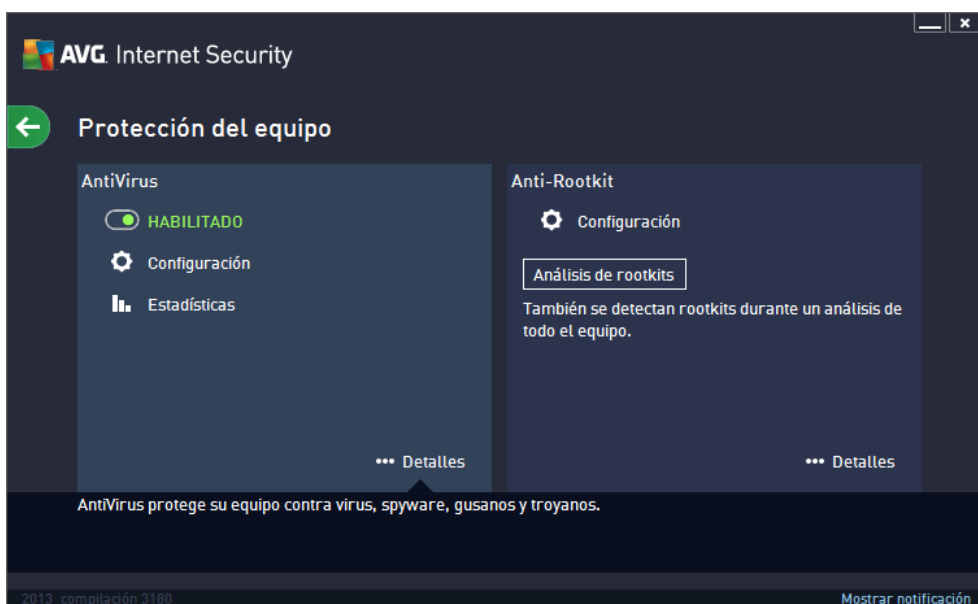 AVG. Internet Security
Protección del equipo
AntiVirus
HABILITADO
Configuración
Estadísticas
••• Detalles
Anti-Rootkit
Configuración
Análisis de rootkits
También se detectan rootkits durante un análisis de
todo el equipo.
••• Detalles
AntiVirus protege su equipo contra virus, spyware, gusanos y troyanos.
2013 compilación 3180
Mostrar notificación